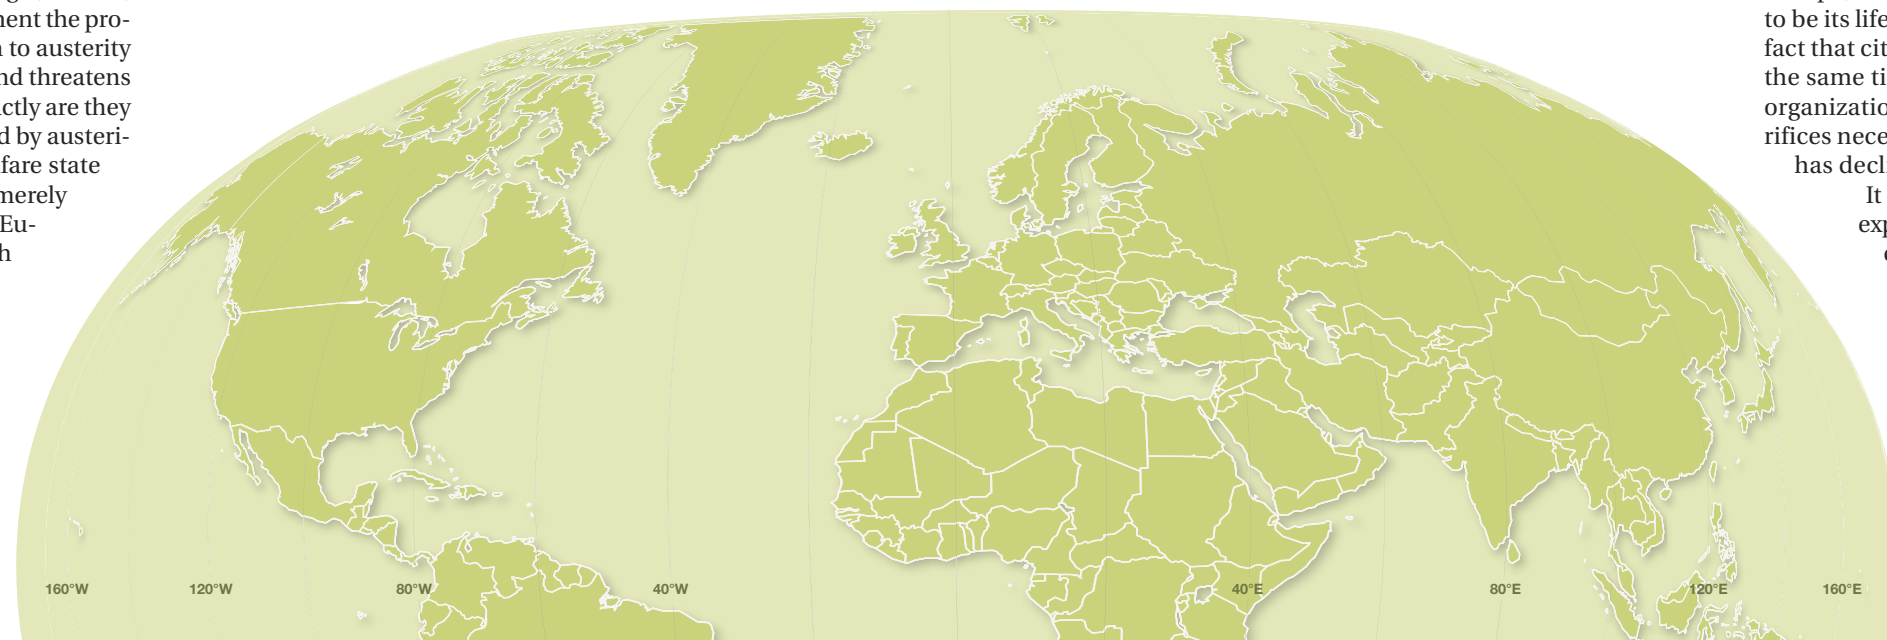 ment the pro-
to austerity
nd threatens
ctly are they
d by austeri-
fare state
merely
Eu-
h
to be its life
fact that cit
the same ti
organizatio
rifices nece
has decli
It
exp
160°W 120°W 80°W 40°W 40°E 80°E 120°E 160°E